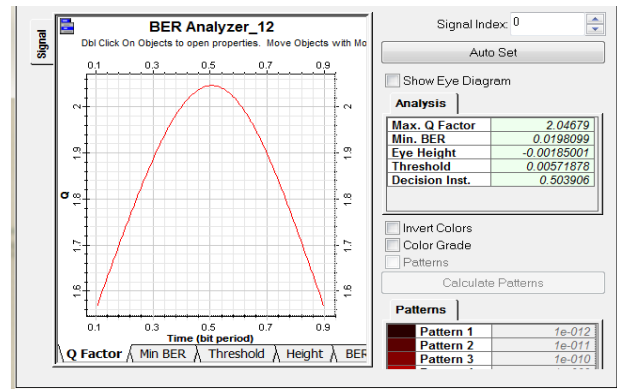 Signal
BER Analyzer_12
Dbl Click On Objects to open properties. Move Objects with Mo
0.1 0.3 0.5 0.7 0.9
2
1.9
1.8
1.7
1.6
Q
2
1.9
1.8
1.7
1.6
0.1 0.3 0.5 0.7 0.9
Time (bit period)
Q Factor Min BER Threshold Height BER
Signal Index: 0
Auto Set
Show Eye Diagram
Analysis
Max. Q Factor 2.04679
Min. BER 0.0198099
Eye Height -0.00185001
Threshold 0.00571878
Decision Inst. 0.503906
Invert Colors
Color Grade
Patterns
Calculate Patterns
Patterns
Pattern 1 1e-012
Pattern 2 1e-011
Pattern 3 1e-010